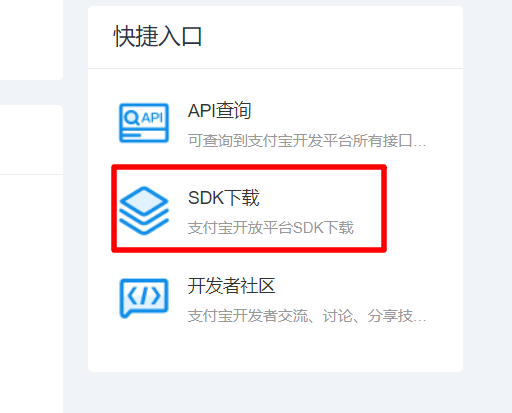 快捷入口
API
API查询
可查询到支付宝开发平台所有接口...
SDK下载
支付宝开放平台SDK下载
开发者社区
支付宝开发者交流、讨论、分享技...